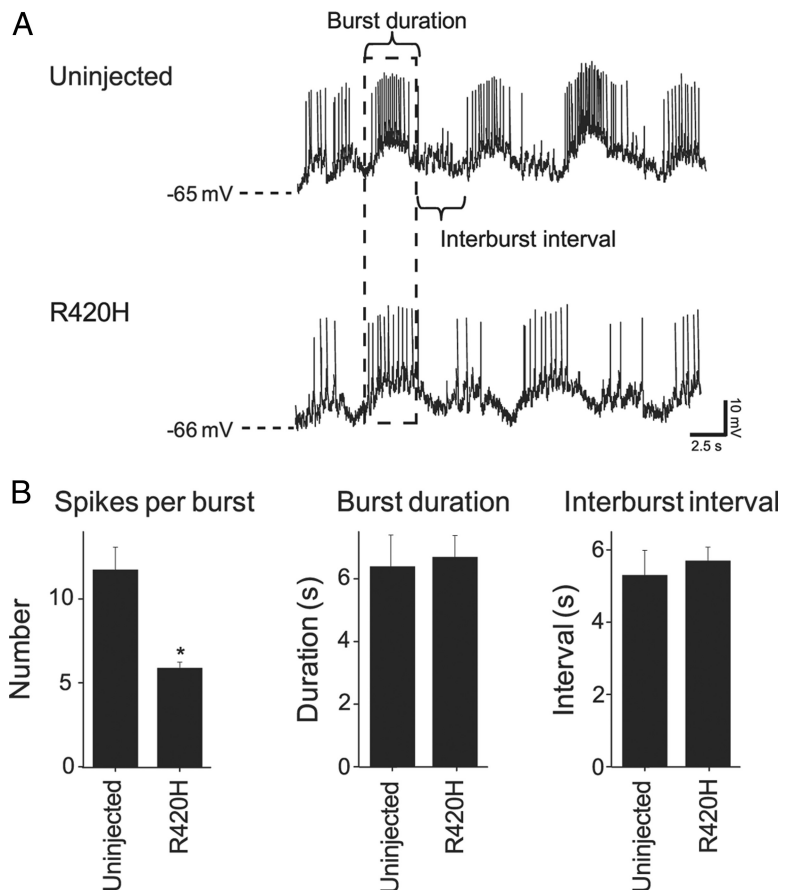 A
Burst duration
Uninjected
-65 mV
Interburst interval
R420H
-66 mV
10 mV
2.5 s
B
Spikes per burst
Burst duration
Interburst interval
Number
10
5
0
*
Uninjected
R420H
Duration (s)
6
4
2
0
Uninjected
R420H
Interval (s)
6
4
2
0
Uninjected
R420H